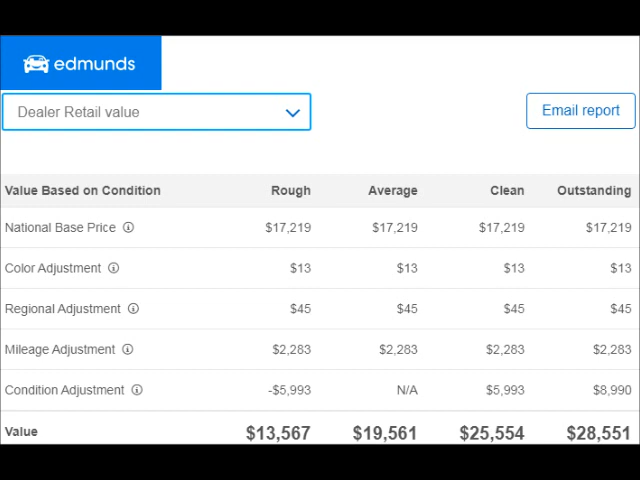 edmunds
Dealer Retail value
Email report
Value Based on Condition Rough Average Clean Outstanding
National Base Price $17,219 $17,219 $17,219 $17,219
Color Adjustment $13 $13 $13 $13
Regional Adjustment $45 $45 $45 $45
Mileage Adjustment $2,283 $2,283 $2,283 $2,283
Condition Adjustment -$5,993 N/A $5,993 $8,990
Value $13,567 $19,561 $25,554 $28,551